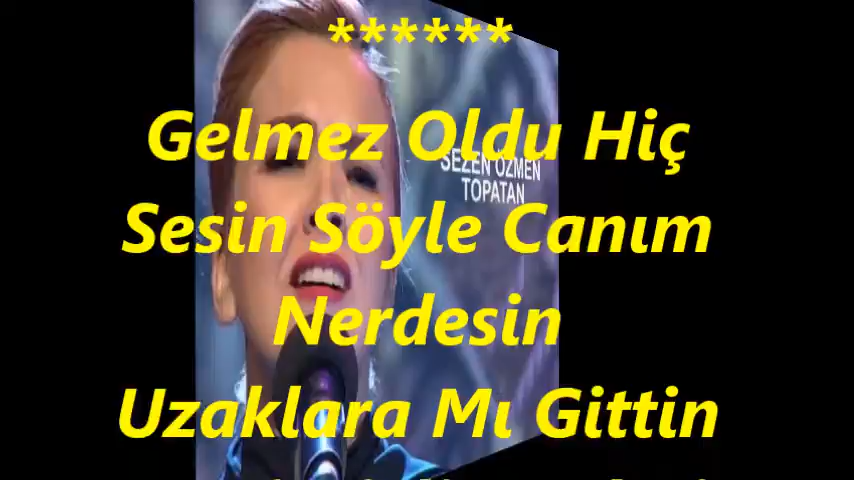 ******
Gelmez Oldu Hiç
SEZEN ÖZMEN
TOPATAN
Sesin Söyle Canım
Nerdesin
Uzaklara Mı Gittin